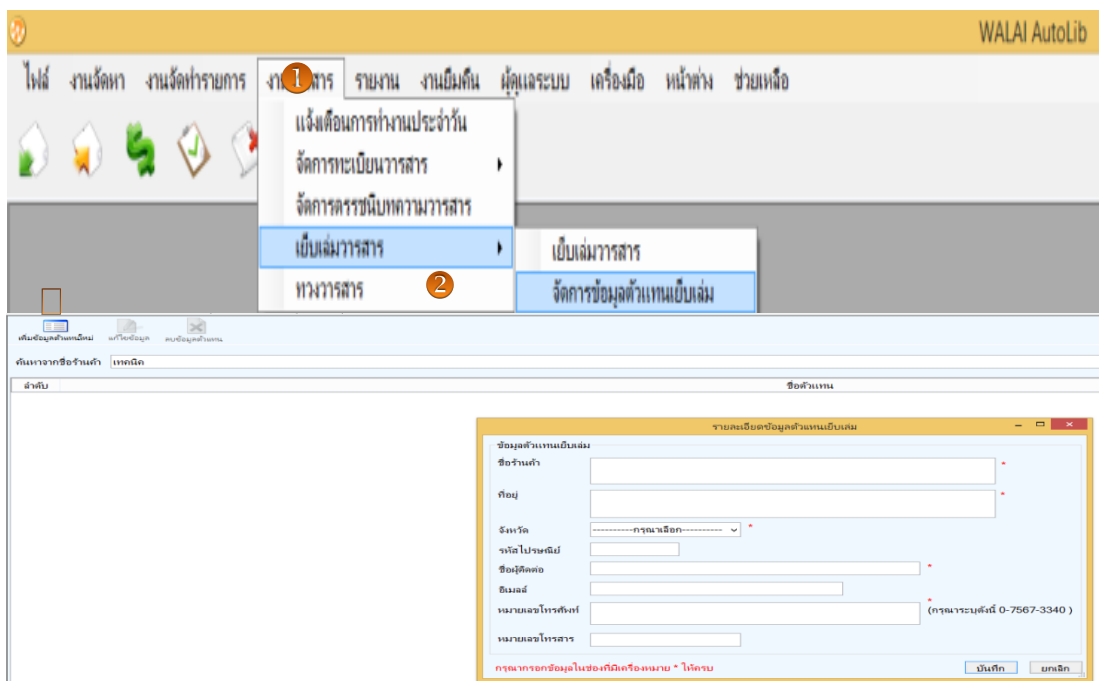 WALAI AutoLib
ไฟล์ งานจัดหา งานจัดทำรายการ งา 1 สาร รายงาน งานยืมคืน ผู้ดูแลระบบ เครื่องมือ หน้าต่าง ช่วยเหลือ
แจ้งเตือนการทำงานประจำวัน
จัดการทะเบียนวารสาร
จัดการดรรชนีบทความวารสาร
เย็บเล่มวารสาร
ทวงวารสาร 2
เย็บเล่มวารสาร
จัดการข้อมูลตัวแทนเย็บเล่ม
เพิ่มข้อมูลตัวแทนใหม่ แก้ไขข้อมูล ลบข้อมูลตัวแทน
ค้นหาจากชื่อร้านค้า เทคนิค
ลำดับ ชื่อตัวแทน
รายละเอียดข้อมูลตัวแทนเย็บเล่ม
ข้อมูลตัวแทนเย็บเล่ม
ชื่อร้านค้า *
ที่อยู่ *
จังหวัด ----------กรุณาเลือก---------- *
รหัสไปรษณีย์
ชื่อผู้ติดต่อ *
อีเมลล์
หมายเลขโทรศัพท์ * (กรุณาระบุดังนี้ 0-7567-3340 )
หมายเลขโทรสาร
กรุณากรอกข้อมูลในช่องที่มีเครื่องหมาย * ให้ครบ
บันทึก ยกเลิก